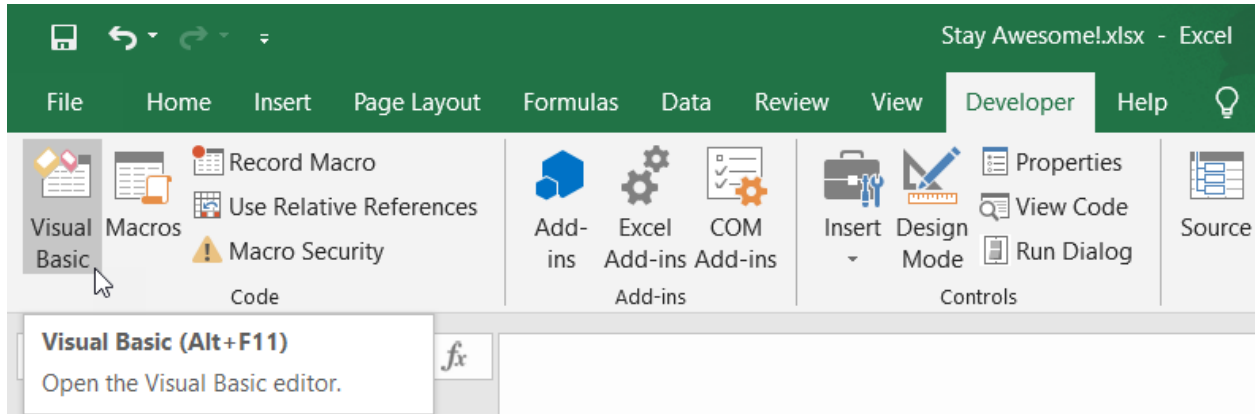 Stay Awesome!.xlsx - Excel
File Home Insert Page Layout Formulas Data Review View Developer Help
Visual Basic
Macros
Record Macro
Use Relative References
Macro Security
Code
Add-ins
Excel Add-ins
COM Add-ins
Add-ins
Insert
Design Mode
Properties
View Code
Run Dialog
Controls
Source
Visual Basic (Alt+F11)
Open the Visual Basic editor.
fx